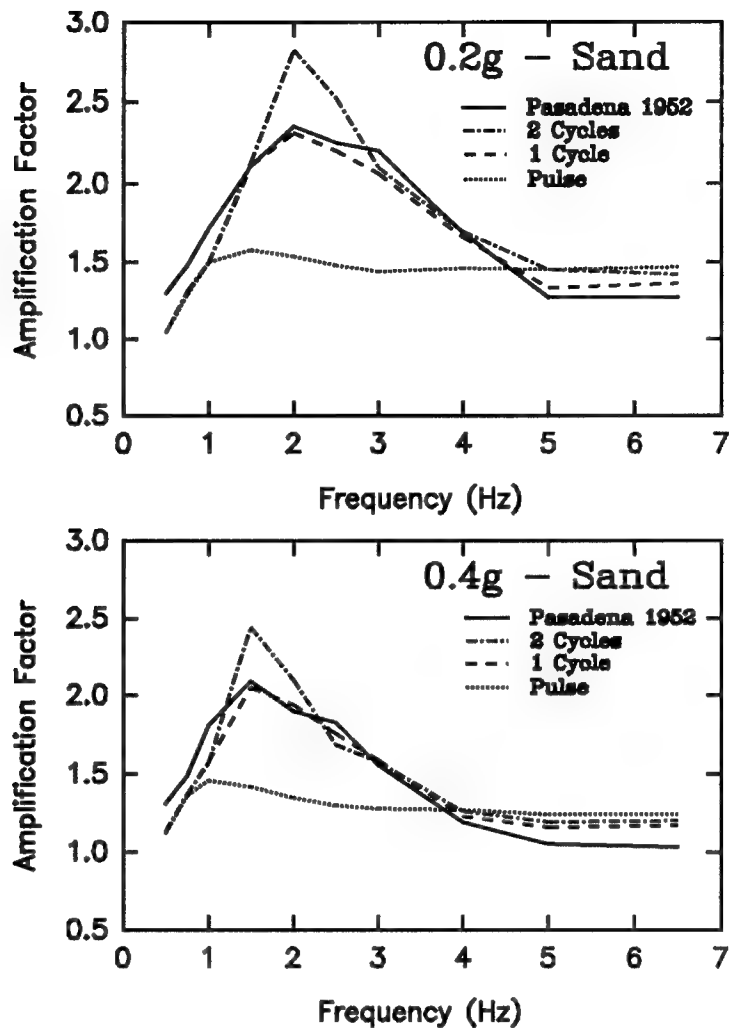 3.0
0.2g – Sand
2.5
Pasadena 1952
2 Cycles
1 Cycle
Pulse
2.0
1.5
1.0
0.5
Amplification Factor
0 1 2 3 4 5 6 7
Frequency (Hz)
3.0
0.4g – Sand
2.5
Pasadena 1952
2 Cycles
1 Cycle
Pulse
2.0
1.5
1.0
0.5
Amplification Factor
0 1 2 3 4 5 6 7
Frequency (Hz)